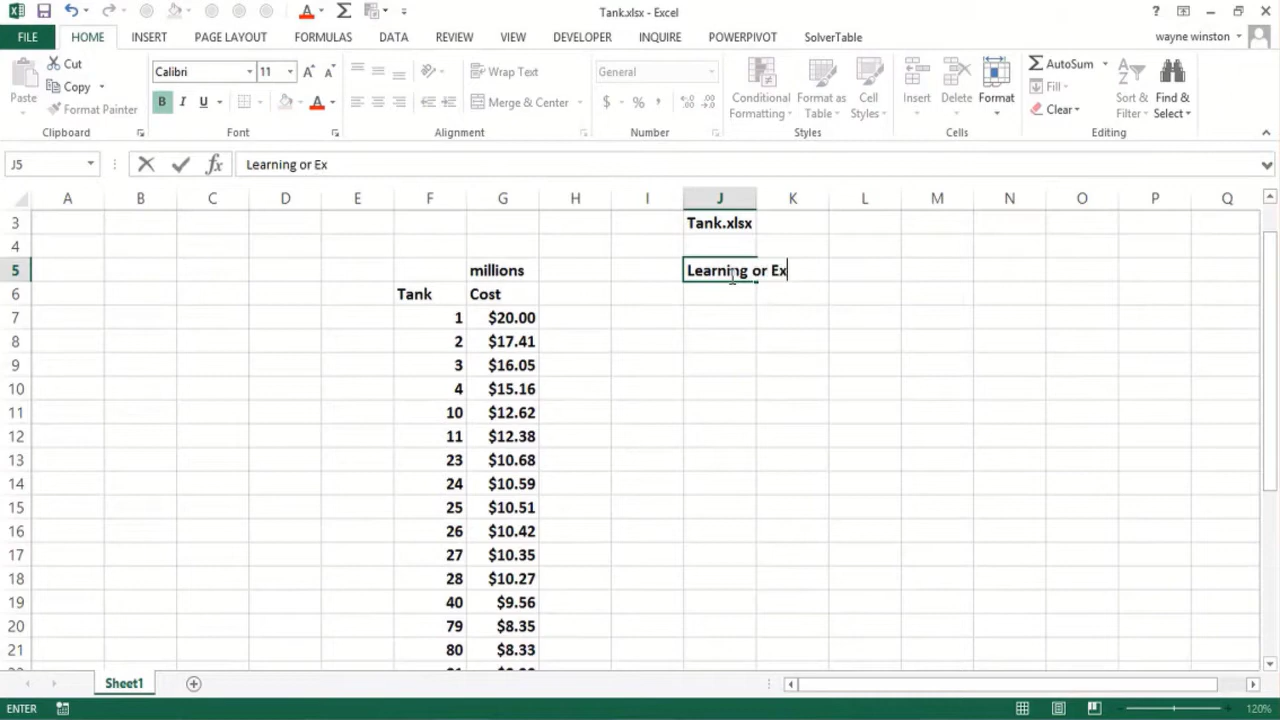 Tank.xlsx - Excel
?
FILE HOME INSERT PAGE LAYOUT FORMULAS DATA REVIEW VIEW DEVELOPER INQUIRE POWERPIVOT SolverTable wayne winston
Paste
Cut
Copy
Format Painter
Clipboard
Calibri 11
B I U
Font
Wrap Text
Merge & Center
Alignment
General
$ % ,
Number
Conditional Formatting
Format as Table
Cell Styles
Styles
Insert Delete Format
Cells
AutoSum
Fill
Clear
Sort & Filter
Find & Select
Editing
J5 fx Learning or Ex
A B C D E F G H I J K L M N O P Q
3 Tank.xlsx
4
5 millions Learning or Ex
6 Tank Cost
7 1 $20.00
8 2 $17.41
9 3 $16.05
10 4 $15.16
11 10 $12.62
12 11 $12.38
13 23 $10.68
14 24 $10.59
15 25 $10.51
16 26 $10.42
17 27 $10.35
18 28 $10.27
19 40 $9.56
20 79 $8.35
21 80 $8.33
Sheet1
ENTER 120%